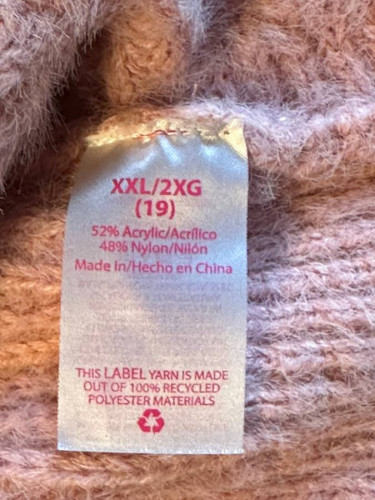 XXL/2XG
(19)
52% Acrylic/Acrílico
48% Nylon/Nilón
Made in/Hecho en China
THIS LABEL YARN IS MADE
OUT OF 100% RECYCLED
POLYESTER MATERIALS